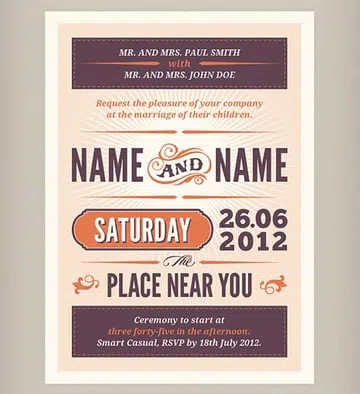 MR. AND MRS. PAUL SMITH
with
MR. AND MRS. JOHN DOE
Request the pleasure of your company
at the marriage of their children.
NAME AND NAME
SATURDAY
26.06
2012
The
PLACE NEAR YOU
Ceremony to start at
three forty-five in the afternoon.
Smart Casual, RSVP by 18th July 2012.